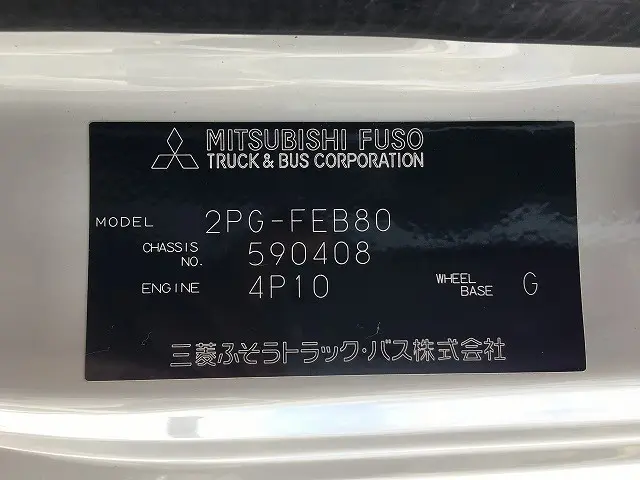 MITSUBISHI FUSO
TRUCK & BUS CORPORATION
MODEL 2PG-FEB80
CHASSIS NO. 590408
ENGINE 4P10 WHEEL BASE G
三菱ふそうトラック・バス株式会社